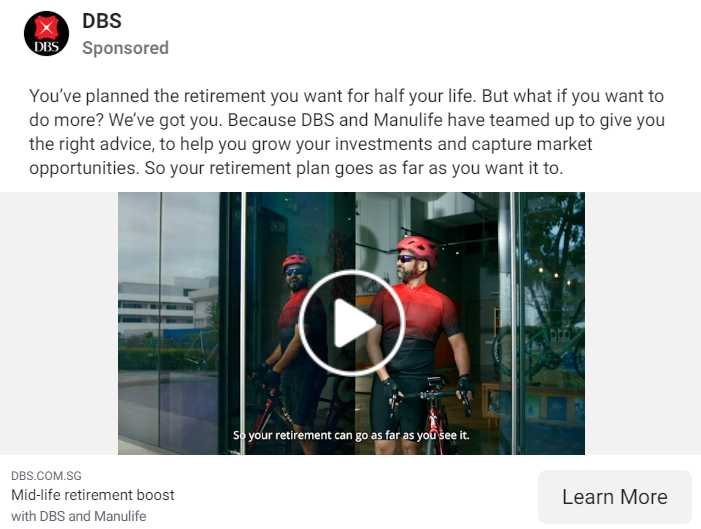 DBS
DBS
Sponsored
You’ve planned the retirement you want for half your life. But what if you want to
do more? We’ve got you. Because DBS and Manulife have teamed up to give you
the right advice, to help you grow your investments and capture market
opportunities. So your retirement plan goes as far as you want it to.
So your retirement can go as far as you see it.
DBS.COM.SG
Mid-life retirement boost
with DBS and Manulife
Learn More